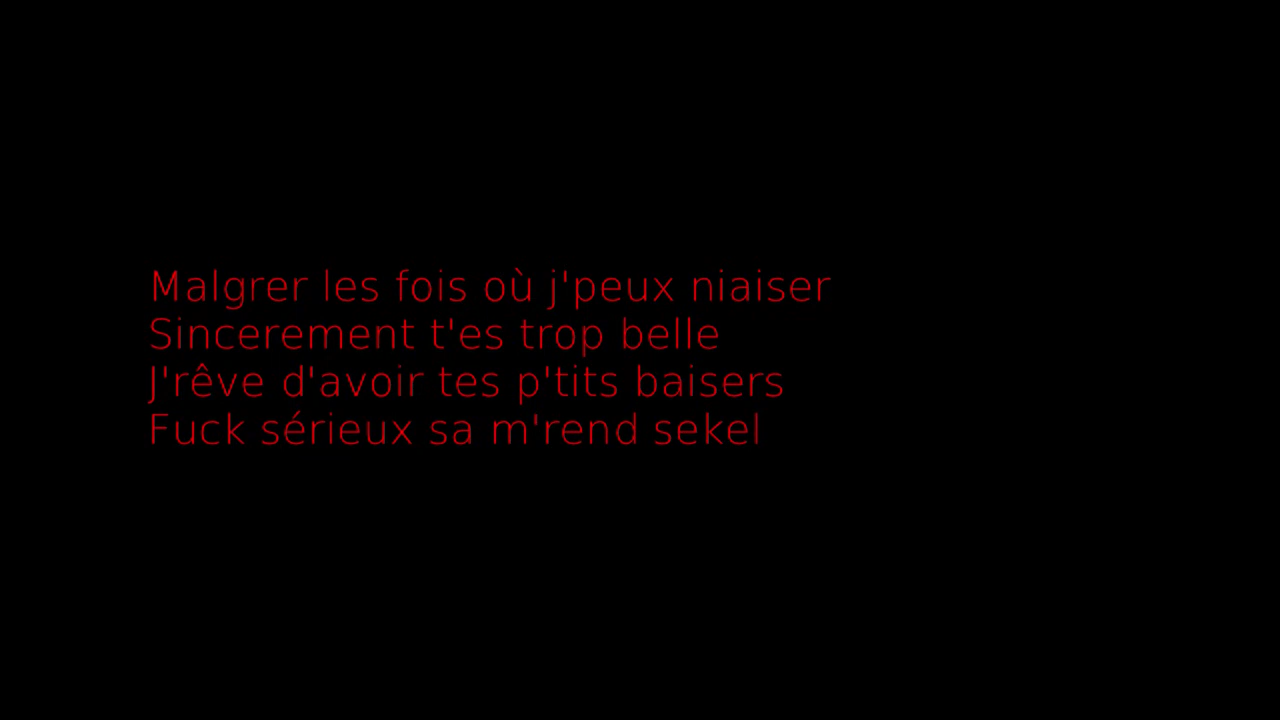 Malgrer les fois où j'peux niaiser
Sincerement t'es trop belle
J'rêve d'avoir tes p'tits baisers
Fuck sérieux sa m'rend sekel